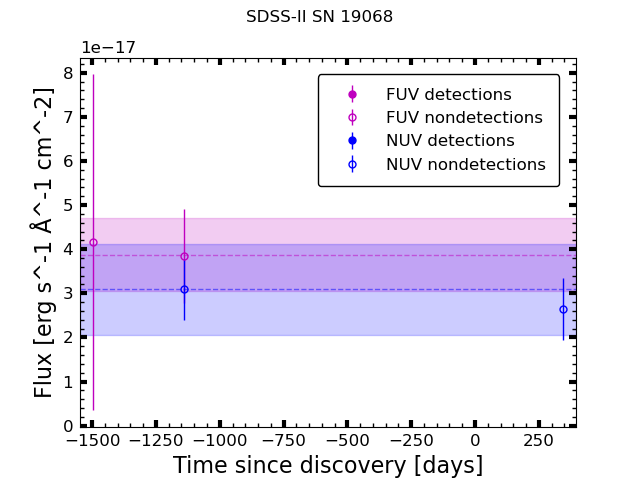 SDSS-II SN 19068
1e−17
8
7
6
5
4
3
2
1
0
Flux [erg s^-1 Å^-1 cm^-2]
FUV detections
FUV nondetections
NUV detections
NUV nondetections
−1500 −1250 −1000 −750 −500 −250 0 250
Time since discovery [days]